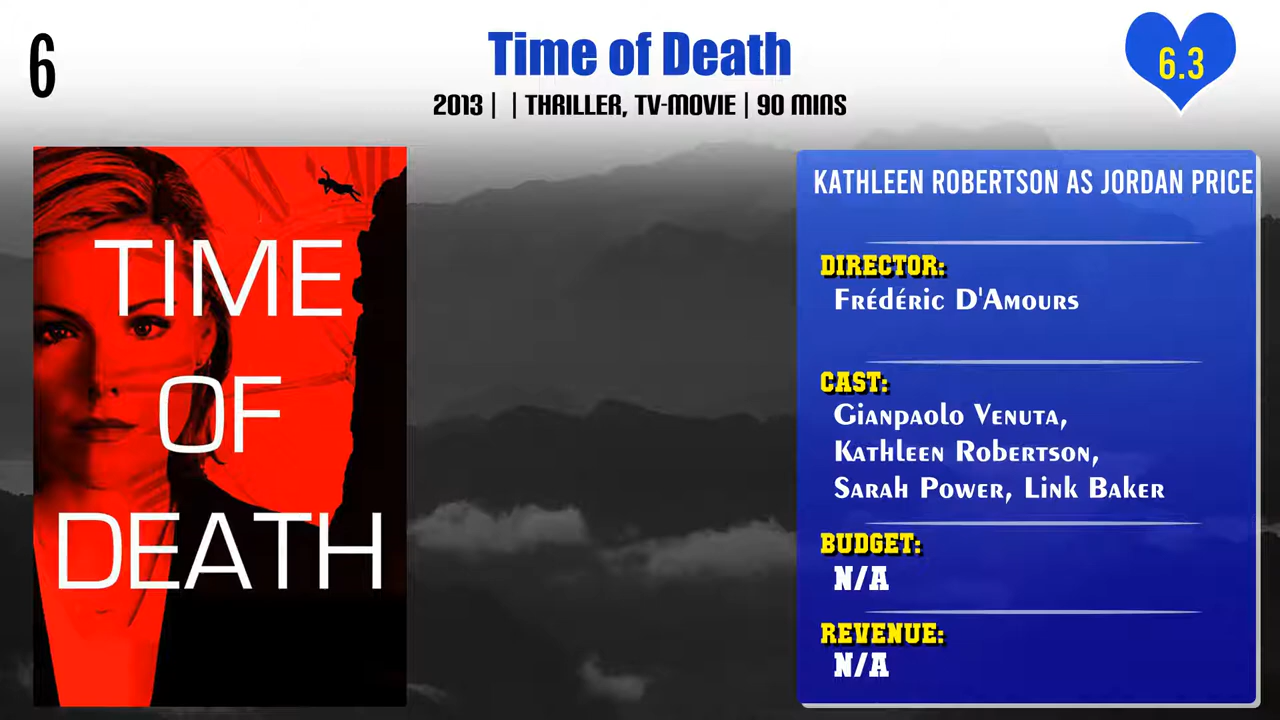 6
Time of Death
6.3
2013 | | THRILLER, TV-MOVIE | 90 MINS
TIME
OF
DEATH
KATHLEEN ROBERTSON AS JORDAN PRICE
DIRECTOR:
Frédéric D'Amours
CAST:
Gianpaolo Venuta,
Kathleen Robertson,
Sarah Power, Link Baker
BUDGET:
N/A
REVENUE:
N/A